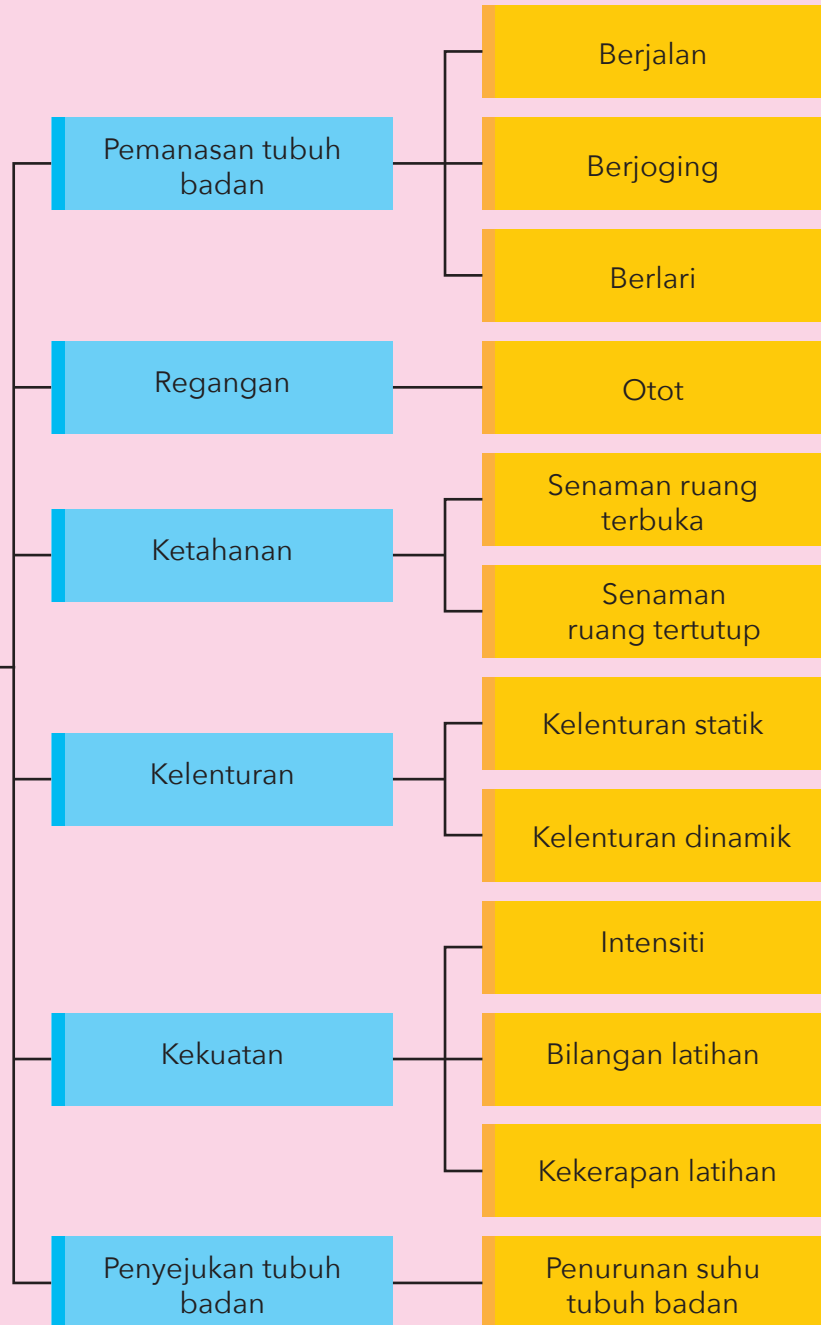 Berjalan
Pemanasan tubuh
badan
Berjoging
Berlari
Regangan
Otot
Ketahanan
Senaman ruang
terbuka
Senaman
ruang tertutup
Kelenturan
Kelenturan statik
Kelenturan dinamik
Kekuatan
Intensiti
Bilangan latihan
Kekerapan latihan
Penyejukan tubuh
badan
Penurunan suhu
tubuh badan